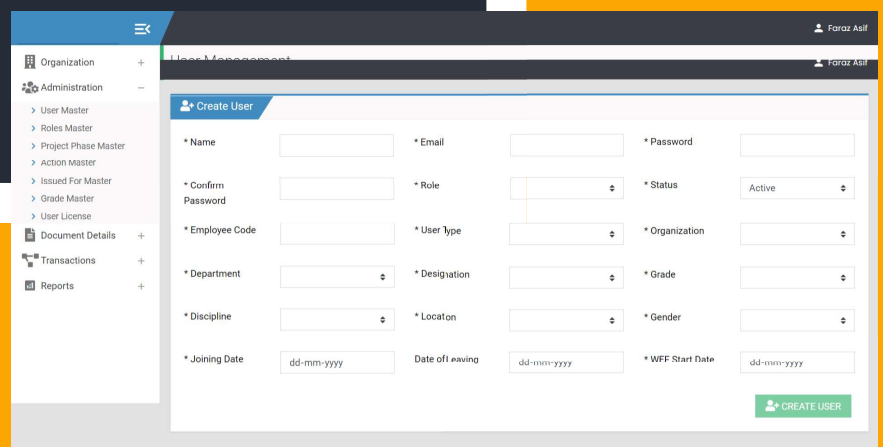 Faraz Asif
User Management
Faraz Asif
Organization
Administration
User Master
Roles Master
Project Phase Master
Action Master
Issued For Master
Grade Master
User License
Document Details
Transactions
Reports
Create User
* Name * Email * Password
* Confirm Password * Role * Status Active
* Employee Code * User Type * Organization
* Department * Designation * Grade
* Discipline * Locaton * Gender
* Joining Date dd-mm-yyyy Date of Leaving dd-mm-yyyy * WEF Start Date dd-mm-yyyy
CREATE USER